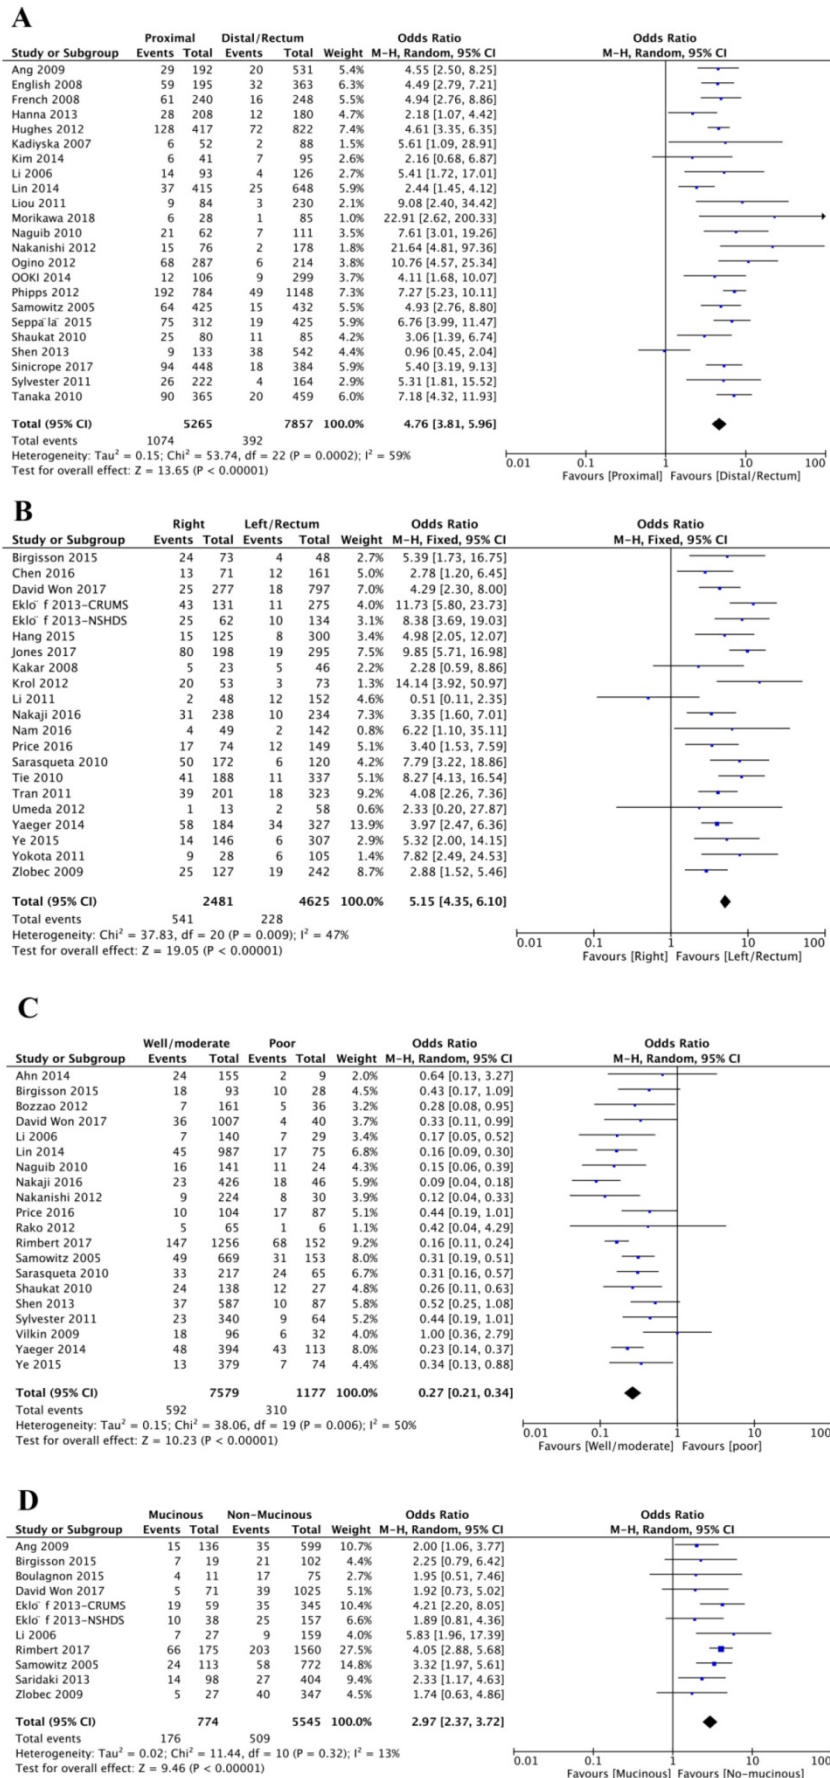 A
Proximal Distal/Rectum Odds Ratio Odds Ratio
Study or Subgroup Events Total Events Total Weight M-H, Random, 95% CI M-H, Random, 95% CI
Ang 2009 29 192 20 531 5.4% 4.55 [2.50, 8.25]
English 2008 59 195 32 363 6.3% 4.49 [2.79, 7.21]
French 2008 61 240 16 248 5.5% 4.94 [2.76, 8.86]
Hanna 2013 28 208 12 180 4.7% 2.18 [1.07, 4.42]
Hughes 2012 128 417 72 822 7.4% 4.61 [3.35, 6.35]
Kadiyska 2007 6 52 2 88 1.6% 5.61 [1.09, 28.91]
Kim 2014 6 41 7 95 2.7% 2.16 [0.68, 6.87]
Li 2006 14 93 4 126 2.7% 5.41 [1.72, 17.01]
Lin 2014 37 415 25 648 6.0% 2.44 [1.45, 4.12]
Liou 2011 9 84 3 230 2.2% 9.08 [2.40, 34.42]
Morikawa 2018 6 28 1 85 1.0% 22.91 [2.62, 200.33]
Naguib 2010 21 62 7 111 3.5% 7.61 [3.01, 19.26]
Nakanishi 2012 15 76 2 178 1.8% 21.64 [4.81, 97.36]
Ogino 2012 68 287 6 214 3.8% 10.76 [4.57, 25.34]
OOKI 2014 12 106 9 299 3.7% 4.11 [1.68, 10.07]
Phipps 2012 192 784 49 1148 7.3% 7.27 [5.23, 10.11]
Samowitz 2005 64 425 15 432 5.5% 4.93 [2.76, 8.80]
Seppa¨la¨ 2015 75 312 19 425 5.9% 6.76 [3.99, 11.47]
Shaukat 2010 25 80 11 85 4.2% 3.06 [1.39, 6.74]
Shen 2013 9 133 38 542 4.4% 0.96 [0.45, 2.04]
Sinicrope 2017 94 448 18 384 5.9% 5.40 [3.19, 9.13]
Sylvester 2011 26 222 4 164 2.9% 5.31 [1.81, 15.52]
Tanaka 2010 90 365 20 459 6.0% 7.18 [4.32, 11.93]
Total (95% CI) 5265 7857 100.0% 4.76 [3.81, 5.96]
Total events 1074 392
Heterogeneity: Tau² = 0.15; Chi² = 53.74, df = 22 (P = 0.0002); I² = 59%
Test for overall effect: Z = 13.65 (P < 0.00001)
0.01 0.1 1 10 100
Favours [Proximal] Favours [Distal/Rectum]
B
Right Left/Rectum Odds Ratio Odds Ratio
Study or Subgroup Events Total Events Total Weight M-H, Fixed, 95% CI M-H, Fixed, 95% CI
Birgisson 2015 24 73 4 48 2.7% 5.39 [1.73, 16.75]
Chen 2016 13 71 12 161 5.0% 2.78 [1.20, 6.45]
David Won 2017 25 277 18 797 7.0% 4.29 [2.30, 8.00]
Eklo¨ f 2013-CRUMS 43 131 11 275 4.0% 11.73 [5.80, 23.73]
Eklo¨ f 2013-NSHDS 25 62 10 134 3.1% 8.38 [3.69, 19.03]
Hang 2015 15 125 8 300 3.4% 4.98 [2.05, 12.07]
Jones 2017 80 198 19 295 7.0% 9.85 [5.71, 16.98]
Kakar 2008 5 23 5 46 2.0% 2.28 [0.59, 8.86]
Krol 2012 20 53 3 73 1.3% 14.14 [3.92, 50.97]
Li 2011 2 48 12 152 4.6% 0.51 [0.11, 2.35]
Nakaji 2016 31 238 10 234 7.3% 3.35 [1.60, 7.01]
Nam 2016 4 49 2 142 0.8% 6.22 [1.10, 35.11]
Price 2016 17 74 12 149 5.1% 3.40 [1.53, 7.59]
Sarasqueta 2010 50 172 6 120 4.2% 7.79 [3.22, 18.86]
Tie 2010 41 188 11 337 5.1% 8.27 [4.13, 16.54]
Tran 2011 39 201 18 323 9.3% 4.08 [2.26, 7.36]
Umeda 2012 1 13 2 58 0.6% 2.33 [0.20, 27.87]
Yaeger 2014 58 184 34 327 13.9% 3.97 [2.47, 6.36]
Ye 2015 14 146 6 307 2.9% 5.32 [2.00, 14.15]
Yokota 2011 9 28 6 105 1.4% 7.82 [2.49, 24.53]
Zlobec 2009 25 127 19 242 8.7% 2.88 [1.52, 5.46]
Total (95% CI) 2481 4625 100.0% 5.15 [4.35, 6.10]
Total events 541 228
Heterogeneity: Chi² = 37.83, df = 20 (P = 0.009); I² = 47%
Test for overall effect: Z = 19.05 (P < 0.00001)
0.01 0.1 1 10 100
Favours [Right] Favours [Left/Rectum]
C
Well/moderate Poor Odds Ratio Odds Ratio
Study or Subgroup Events Total Events Total Weight M-H, Random, 95% CI M-H, Random, 95% CI
Ahn 2014 24 155 2 9 2.0% 0.64 [0.13, 3.27]
Birgisson 2015 18 93 10 28 4.5% 0.43 [0.17, 1.09]
Bozzao 2012 7 161 5 36 3.2% 0.28 [0.08, 0.95]
David Won 2017 36 1007 4 40 3.7% 0.33 [0.11, 0.99]
Li 2006 7 140 7 29 3.5% 0.17 [0.05, 0.52]
Lin 2014 45 987 17 75 6.8% 0.16 [0.09, 0.30]
Naguib 2010 16 141 11 24 4.3% 0.15 [0.06, 0.39]
Nakaji 2016 23 426 18 46 6.0% 0.09 [0.04, 0.18]
Nakanishi 2012 9 224 8 30 3.9% 0.12 [0.04, 0.33]
Price 2016 10 104 17 87 5.1% 0.44 [0.19, 1.01]
Rako 2012 5 65 1 6 1.1% 0.42 [0.04, 4.29]
Rimbert 2017 147 1256 68 152 9.2% 0.16 [0.11, 0.24]
Samowitz 2005 49 669 31 153 8.0% 0.31 [0.19, 0.51]
Sarasqueta 2010 33 217 24 65 6.8% 0.31 [0.16, 0.57]
Shaukat 2010 24 138 12 27 4.8% 0.26 [0.11, 0.63]
Shen 2013 37 587 10 87 5.8% 0.52 [0.25, 1.08]
Sylvester 2011 23 340 9 64 5.1% 0.44 [0.19, 1.01]
Vilkin 2009 18 96 6 32 4.0% 1.00 [0.36, 2.79]
Yaeger 2014 48 394 43 113 8.0% 0.23 [0.14, 0.37]
Ye 2015 13 379 7 74 4.4% 0.34 [0.13, 0.88]
Total (95% CI) 7579 1177 100.0% 0.27 [0.21, 0.34]
Total events 592 310
Heterogeneity: Tau² = 0.15; Chi² = 38.06, df = 19 (P = 0.006); I² = 50%
Test for overall effect: Z = 10.23 (P < 0.00001)
0.01 0.1 1 10 100
Favours [Well/moderate] Favours [poor]
D
Mucinous Non-Mucinous Odds Ratio Odds Ratio
Study or Subgroup Events Total Events Total Weight M-H, Random, 95% CI M-H, Random, 95% CI
Ang 2009 15 136 35 599 10.7% 2.00 [1.06, 3.77]
Birgisson 2015 7 19 21 102 4.4% 2.25 [0.79, 6.42]
Boulagnon 2015 4 11 17 75 2.7% 1.95 [0.51, 7.46]
David Won 2017 5 71 39 1025 5.1% 1.92 [0.73, 5.02]
Eklo¨ f 2013-CRUMS 19 59 35 345 10.4% 4.21 [2.20, 8.05]
Eklo¨ f 2013-NSHDS 10 38 25 157 6.6% 1.89 [0.81, 4.36]
Li 2006 7 27 9 159 4.0% 5.83 [1.96, 17.39]
Rimbert 2017 66 175 203 1560 27.5% 4.05 [2.88, 5.68]
Samowitz 2005 24 113 58 772 14.8% 3.32 [1.97, 5.61]
Saridaki 2013 14 98 27 404 9.4% 2.33 [1.17, 4.63]
Zlobec 2009 5 27 40 347 4.5% 1.74 [0.63, 4.86]
Total (95% CI) 774 5545 100.0% 2.97 [2.37, 3.72]
Total events 176 509
Heterogeneity: Tau² = 0.02; Chi² = 11.44, df = 10 (P = 0.32); I² = 13%
Test for overall effect: Z = 9.46 (P < 0.00001)
0.01 0.1 1 10 100
Favours [Mucinous] Favours [No-mucinous]